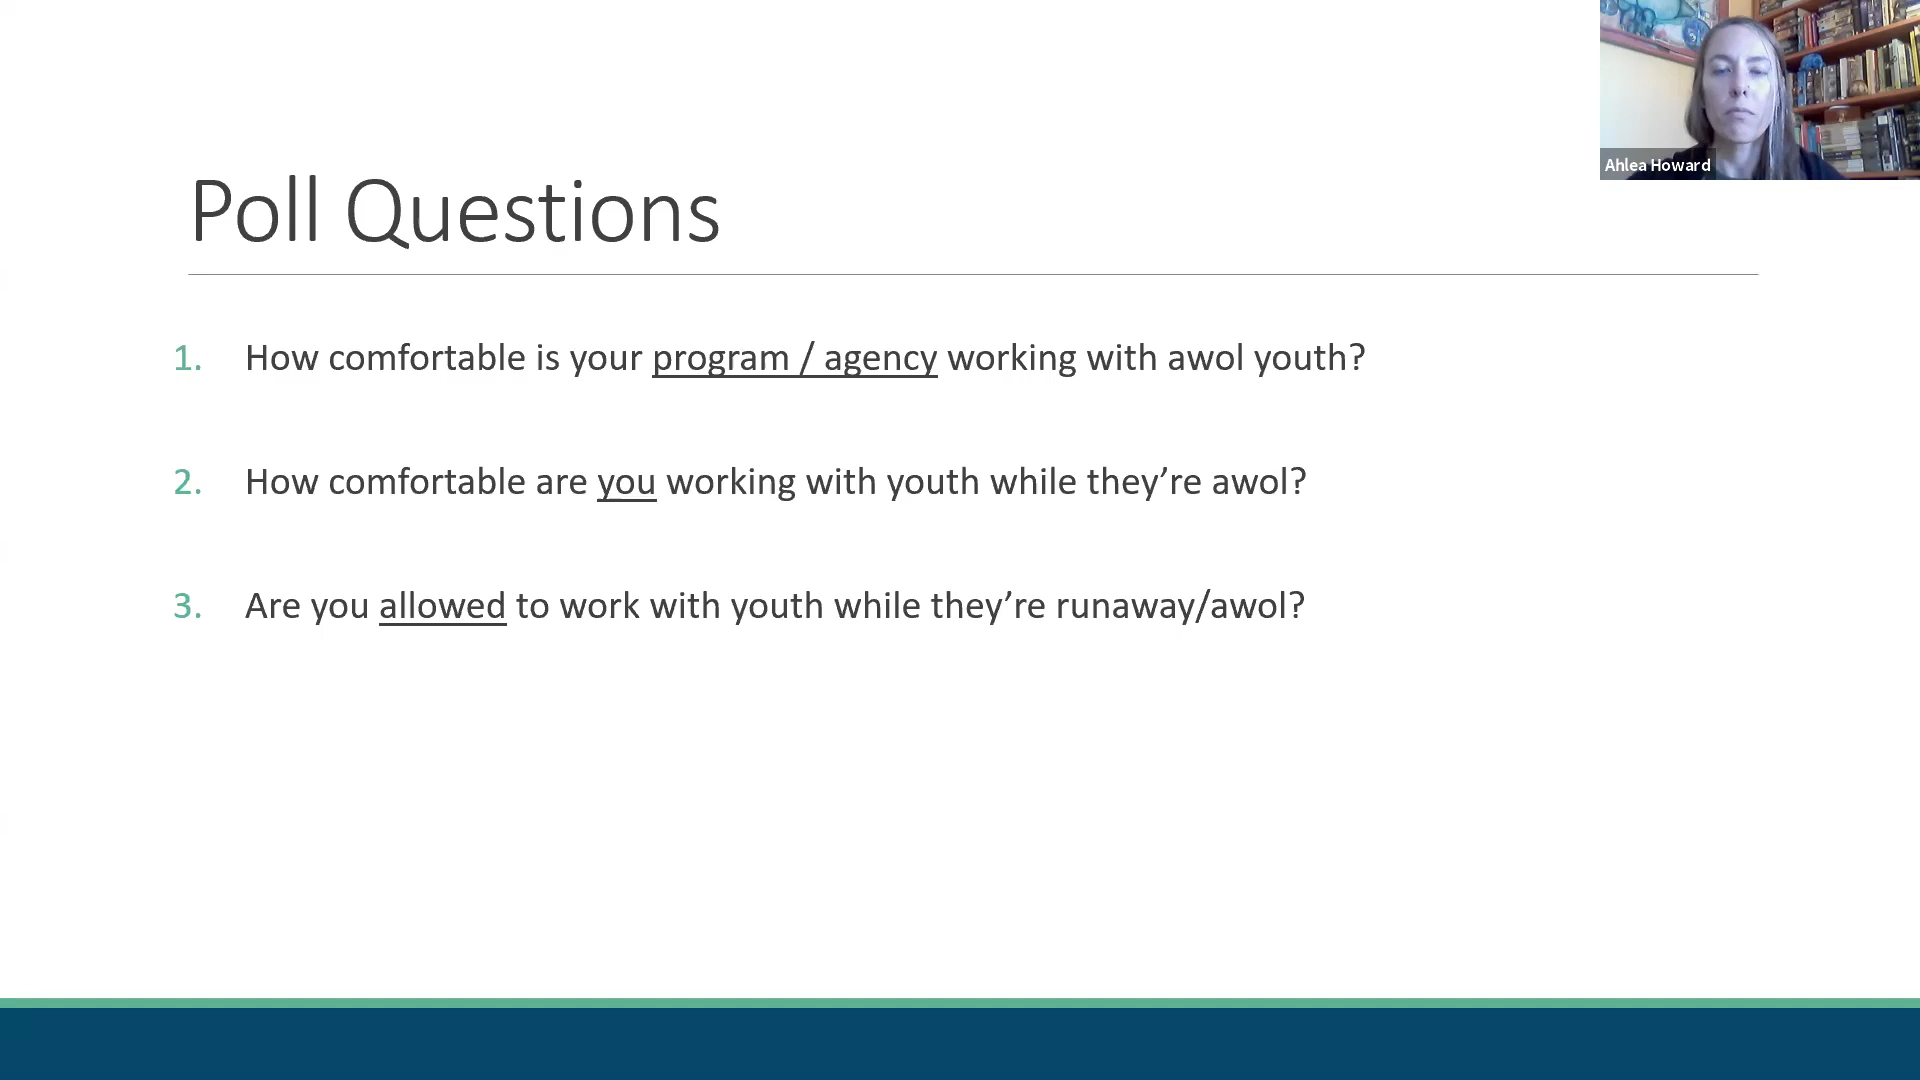 Ahlea Howard
Poll Questions
1. How comfortable is your program / agency working with awol youth?
2. How comfortable are you working with youth while they’re awol?
3. Are you allowed to work with youth while they’re runaway/awol?